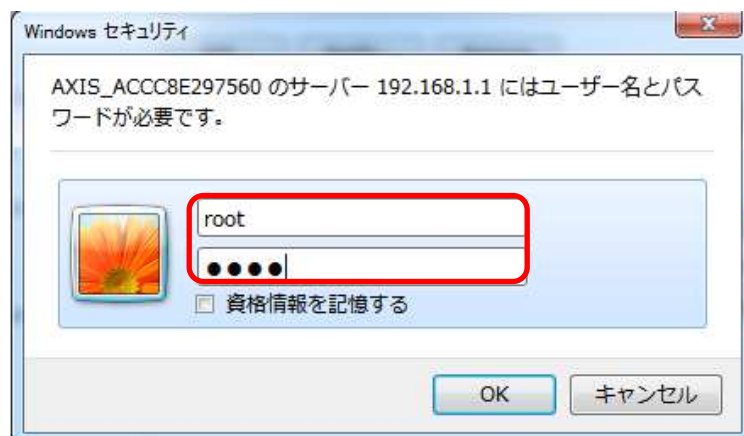 Windows セキュリティ
AXIS_ACCC8E297560 のサーバー 192.168.1.1 にはユーザー名とパス
ワードが必要です。
root
●●●●
資格情報を記憶する
OK
キャンセル